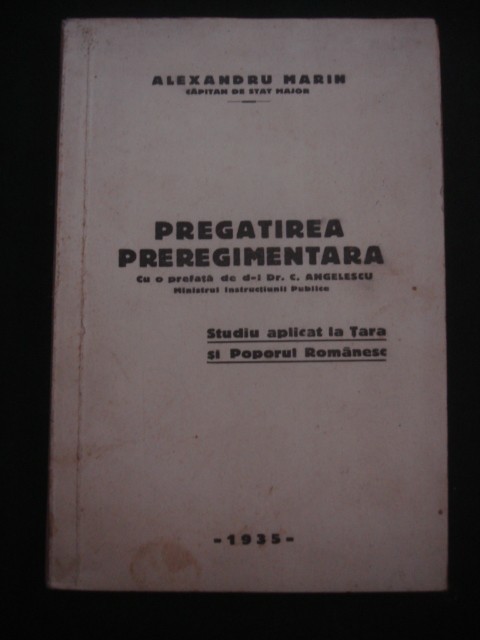 ALEXANDRU MARIN
CĂPITAN DE STAT MAJOR
PREGATIREA
PREREGIMENTARA
Cu o prefață de d-l Dr. C. ANGELESCU
Ministrul Instrucțiunii Publice
Studiu aplicat la Țara
și Poporul Românesc
- 1935 -